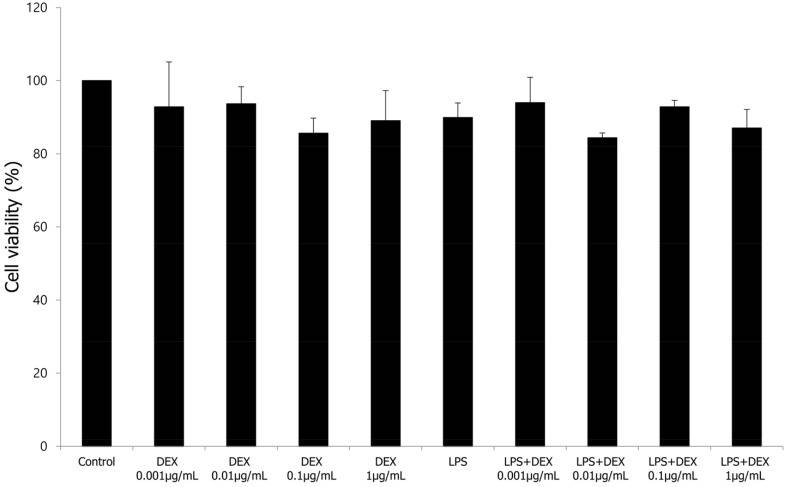 120
100
80
60
40
20
0
Cell viability (%)
Control
DEX
0.001µg/mL
DEX
0.01µg/mL
DEX
0.1µg/mL
DEX
1µg/mL
LPS
LPS+DEX
0.001µg/mL
LPS+DEX
0.01µg/mL
LPS+DEX
0.1µg/mL
LPS+DEX
1µg/mL